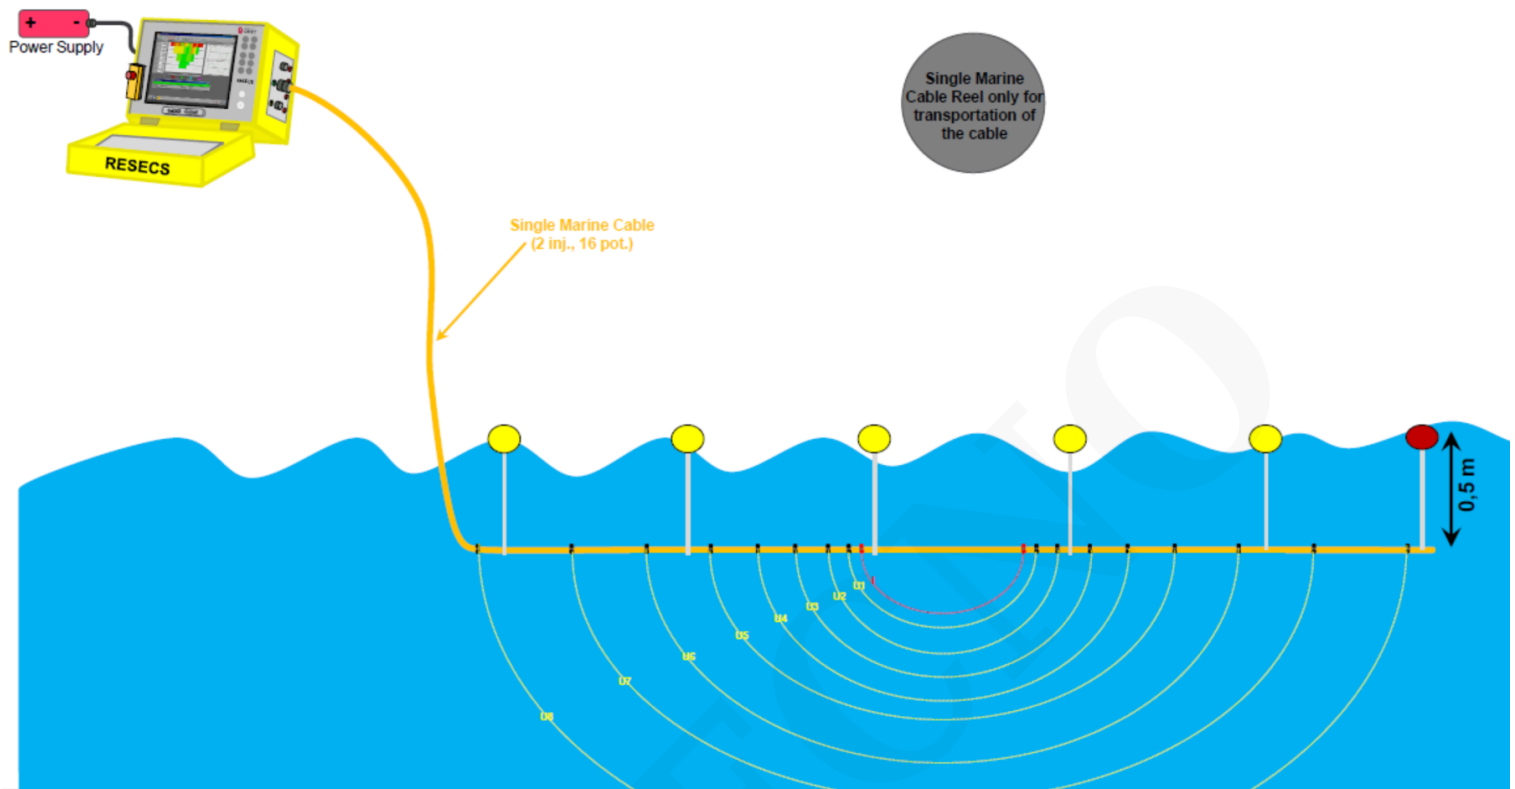 + -
Power Supply
RESECS
Single Marine
Cable Reel only for
transportation of
the cable
Single Marine Cable
(2 inj., 16 pot.)
0,5 m
I
U1
U2
U3
U4
U5
U6
U7
U8